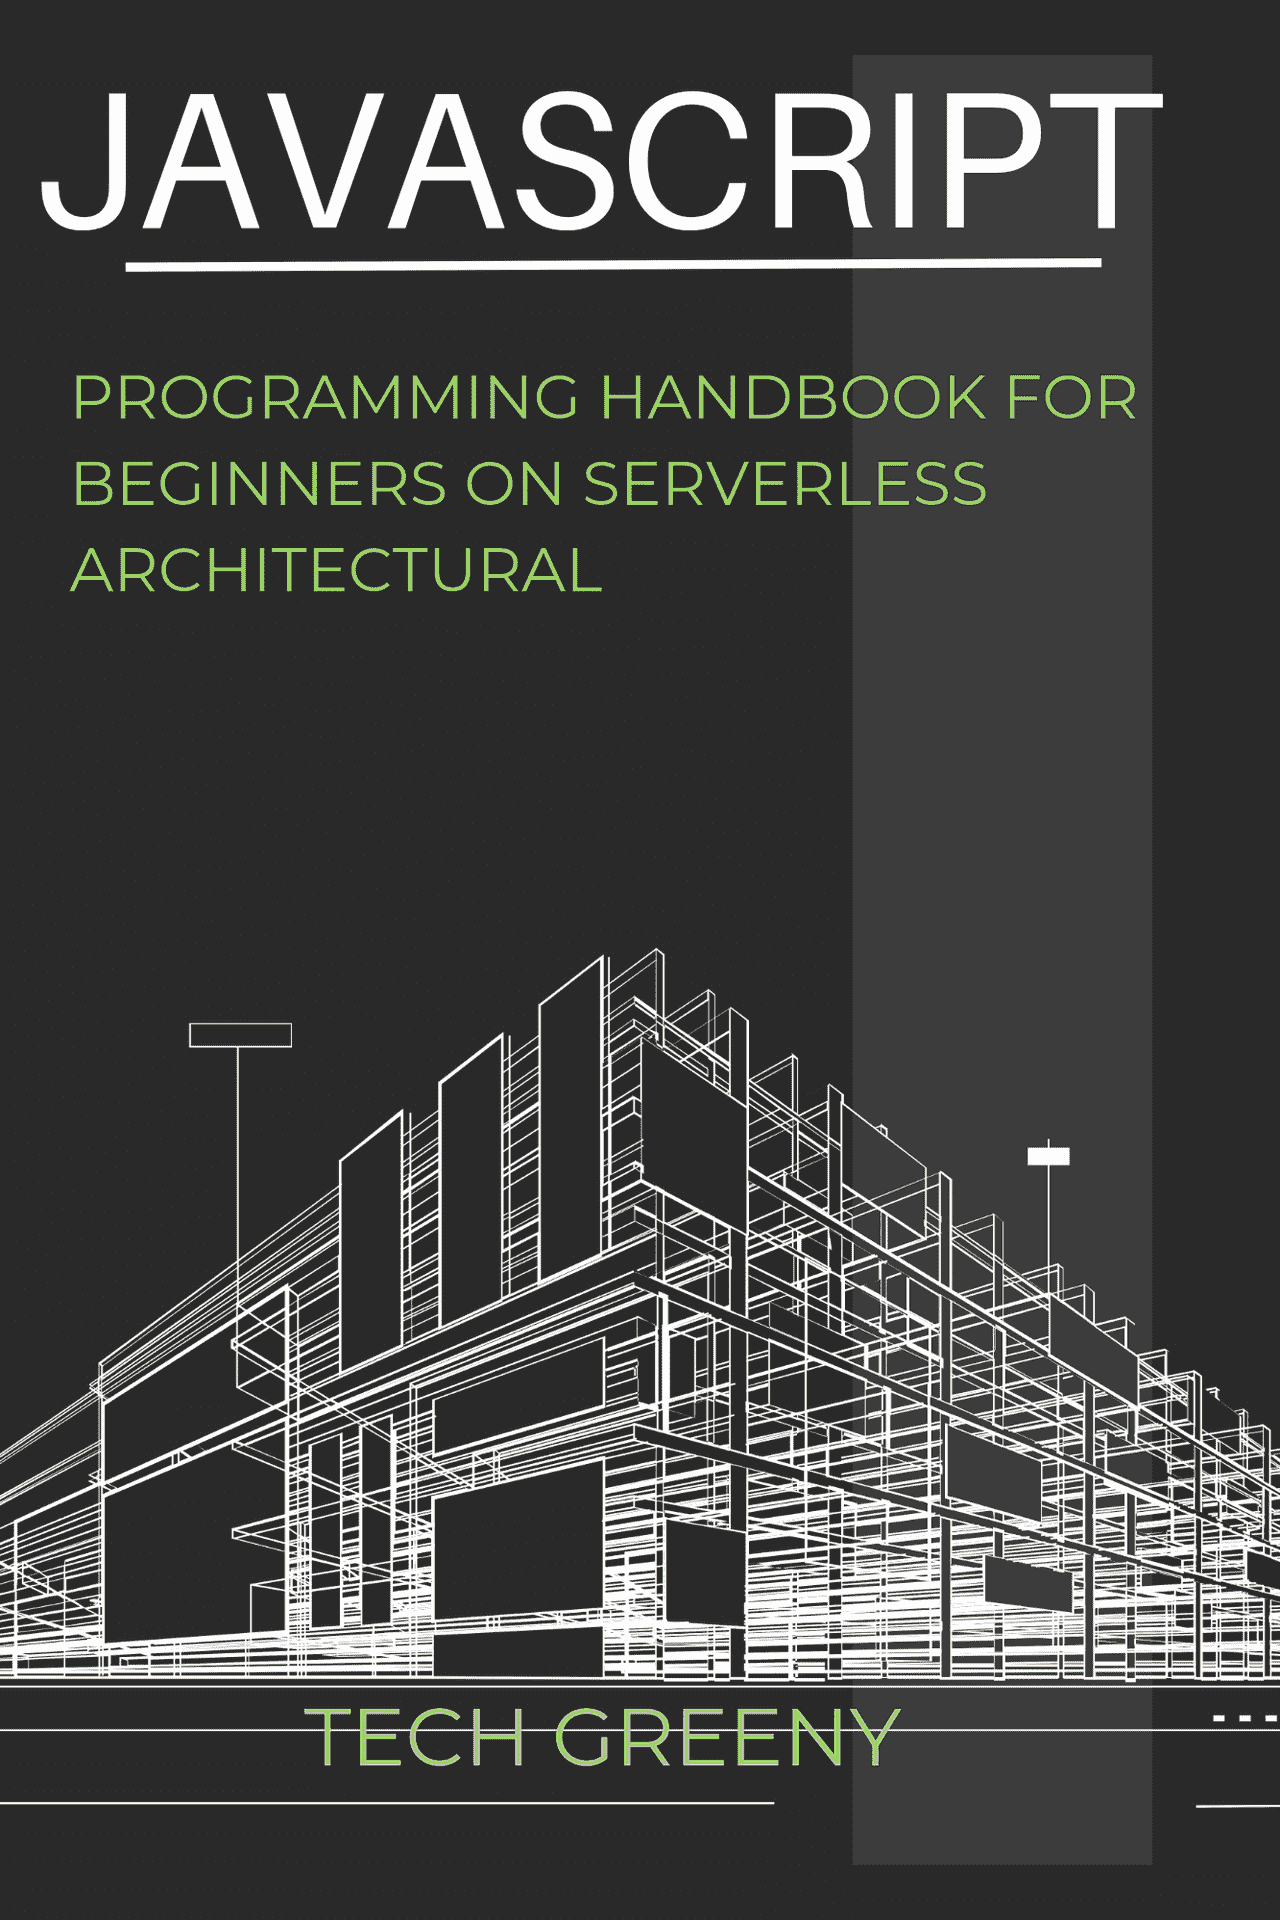 JAVASCRIPT
PROGRAMMING HANDBOOK FOR
BEGINNERS ON SERVERLESS
ARCHITECTURAL
TECH GREENY